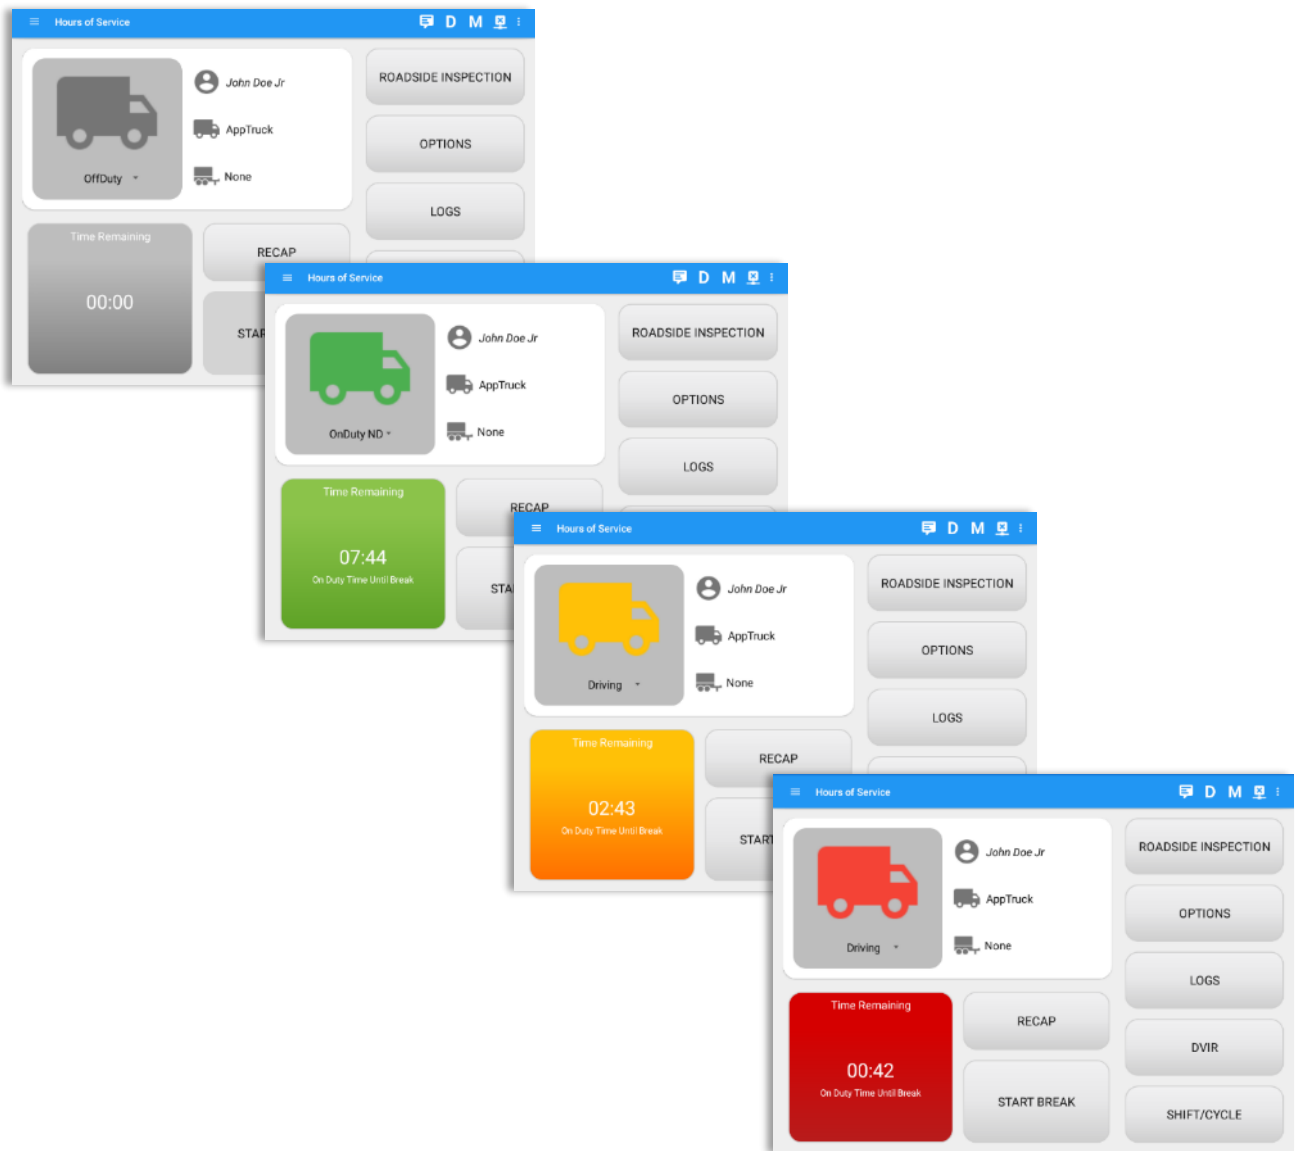 Hours of Service
D M
John Doe Jr
AppTruck
None
OffDuty
ROADSIDE INSPECTION
OPTIONS
LOGS
Time Remaining
00:00
RECAP
Hours of Service
D M
John Doe Jr
AppTruck
None
OnDuty ND
ROADSIDE INSPECTION
OPTIONS
LOGS
Time Remaining
07:44
On Duty Time Until Break
RECAP
Hours of Service
D M
John Doe Jr
AppTruck
None
Driving
ROADSIDE INSPECTION
OPTIONS
LOGS
Time Remaining
02:43
On Duty Time Until Break
RECAP
START
Hours of Service
D M
John Doe Jr
AppTruck
None
Driving
ROADSIDE INSPECTION
OPTIONS
LOGS
DVIR
SHIFT/CYCLE
Time Remaining
00:42
On Duty Time Until Break
RECAP
START BREAK